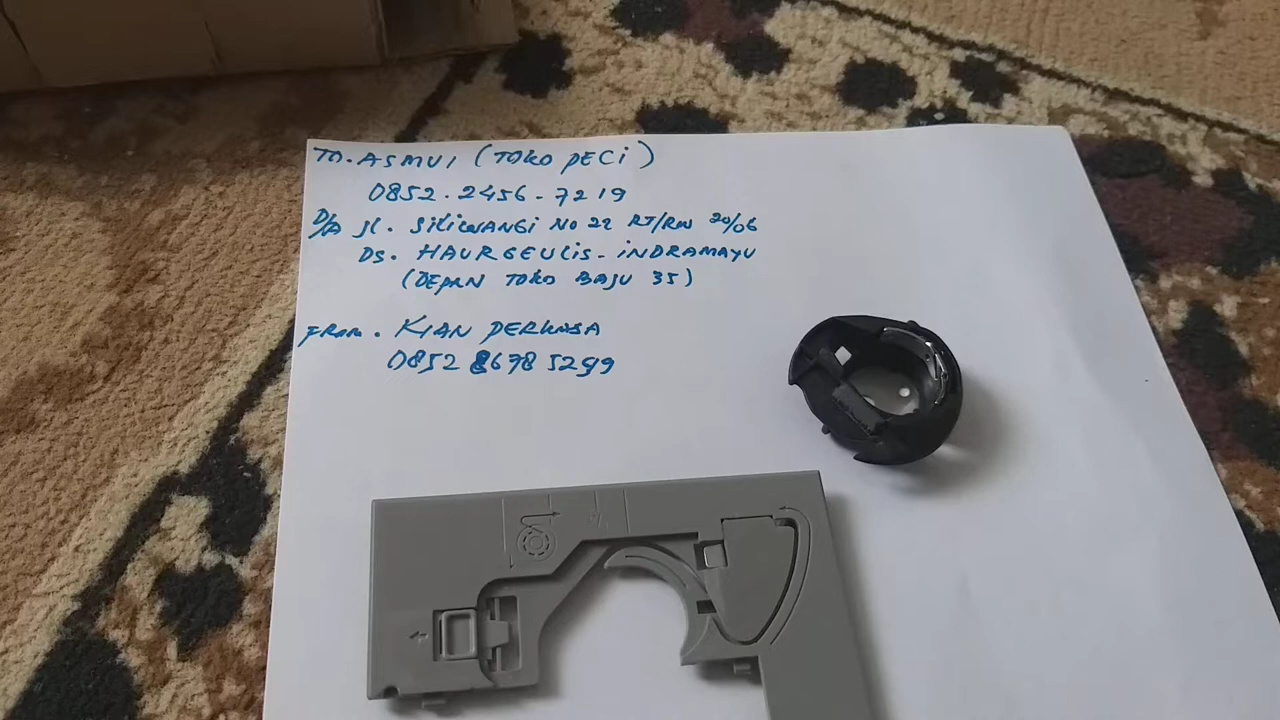 TO. ASMUI (TOKO PECI)
0852.2456-7219
D/A Jl. SILIWANGI No 22 RT/RW 20/06
Ds. HAURGEULIS-INDRAMAYU
(DEPAN TOKO BAJU 35)
From. KIAN PERKASA
0852 8678 5299